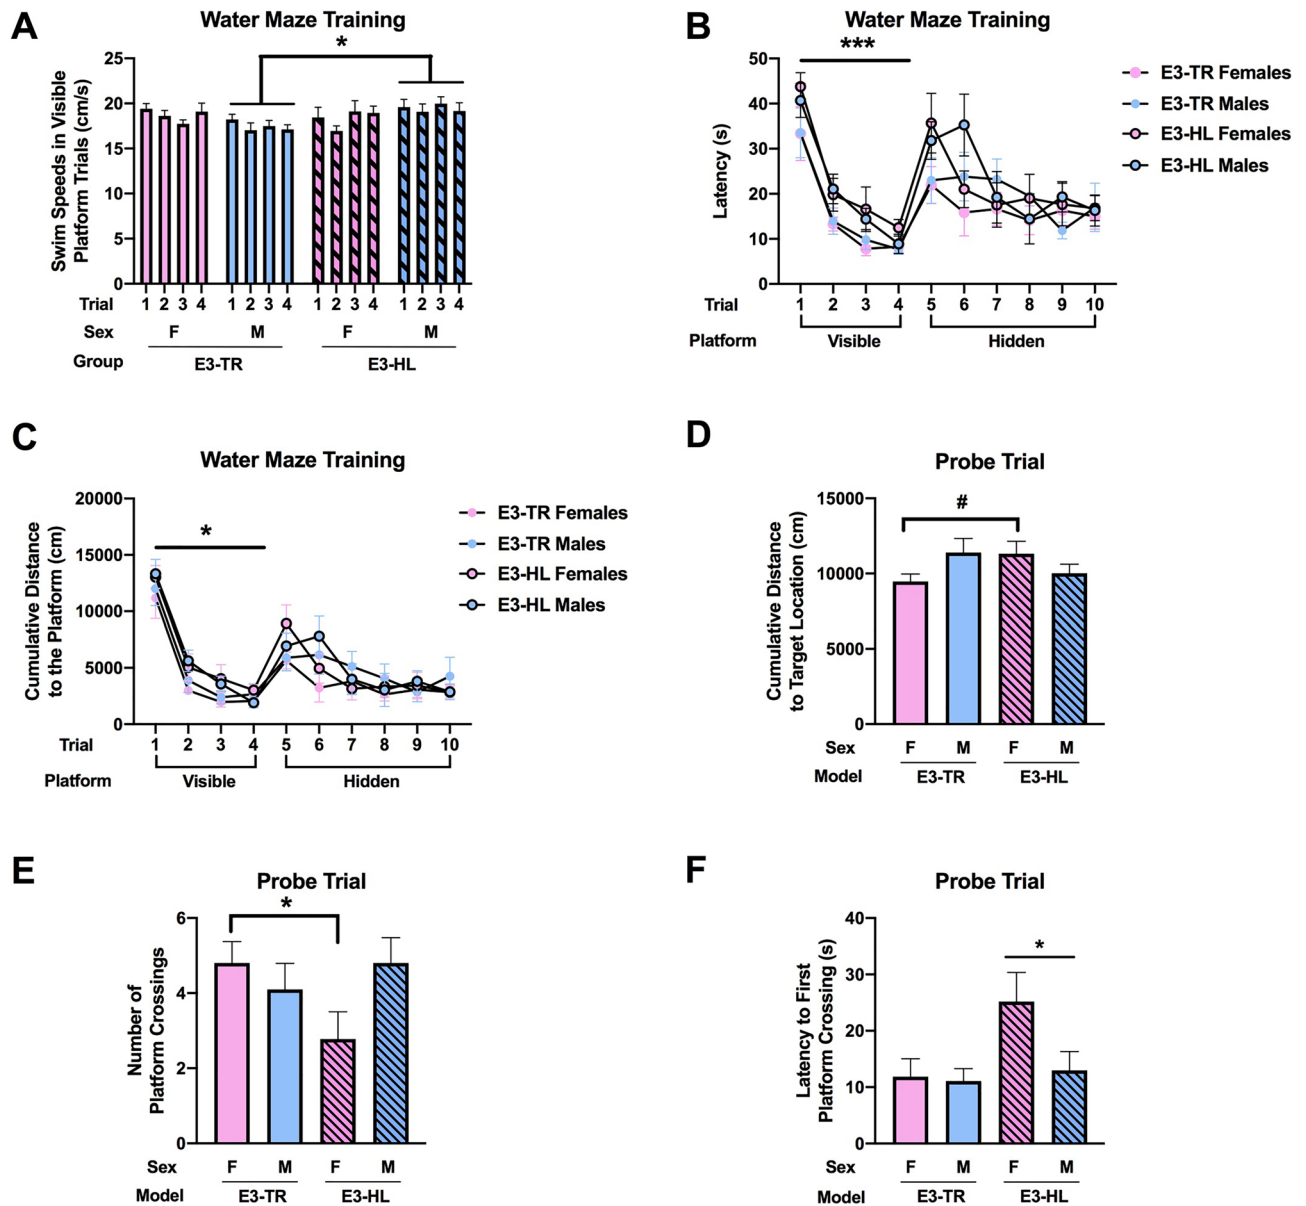 A
Water Maze Training
*
Swim Speeds in Visible
Platform Trials (cm/s)
25
20
15
10
5
0
Trial 1 2 3 4 1 2 3 4 1 2 3 4 1 2 3 4
Sex F M F M
Group E3-TR E3-HL
B
Water Maze Training
***
Latency (s)
50
40
30
20
10
0
Trial 1 2 3 4 5 6 7 8 9 10
Platform Visible Hidden
E3-TR Females
E3-TR Males
E3-HL Females
E3-HL Males
C
Water Maze Training
*
Cumulative Distance
to the Platform (cm)
20000
15000
10000
5000
0
Trial 1 2 3 4 5 6 7 8 9 10
Platform Visible Hidden
E3-TR Females
E3-TR Males
E3-HL Females
E3-HL Males
D
Probe Trial
#
Cumulative Distance
to Target Location (cm)
15000
10000
5000
0
Sex F M F M
Model E3-TR E3-HL
E
Probe Trial
*
Number of
Platform Crossings
6
4
2
0
Sex F M F M
Model E3-TR E3-HL
F
Probe Trial
*
Latency to First
Platform Crossing (s)
40
30
20
10
0
Sex F M F M
Model E3-TR E3-HL